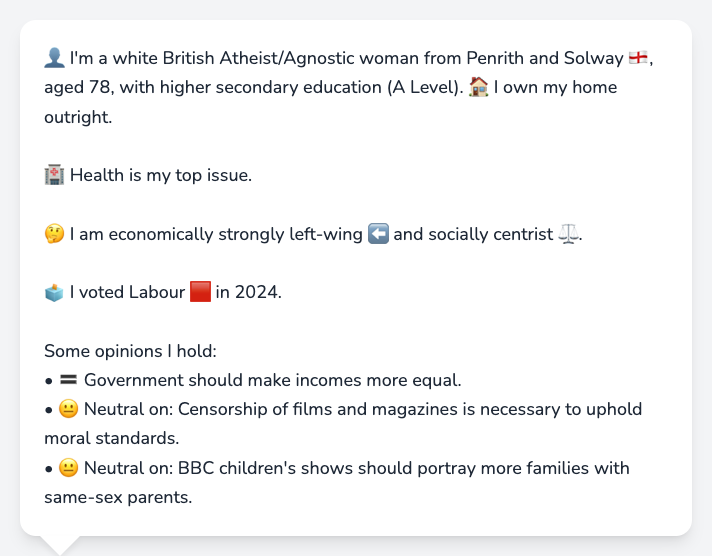 👤 I'm a white British Atheist/Agnostic woman from Penrith and Solway 🏴󠁧󠁢󠁥󠁮󠁧󠁿,
aged 78, with higher secondary education (A Level). 🏠 I own my home
outright.
🏥 Health is my top issue.
🤔 I am economically strongly left-wing ⬅️ and socially centrist ⚖️.
🗳️ I voted Labour 🟥 in 2024.
Some opinions I hold:
• 🟰 Government should make incomes more equal.
• 😐 Neutral on: Censorship of films and magazines is necessary to uphold
moral standards.
• 😐 Neutral on: BBC children's shows should portray more families with
same-sex parents.